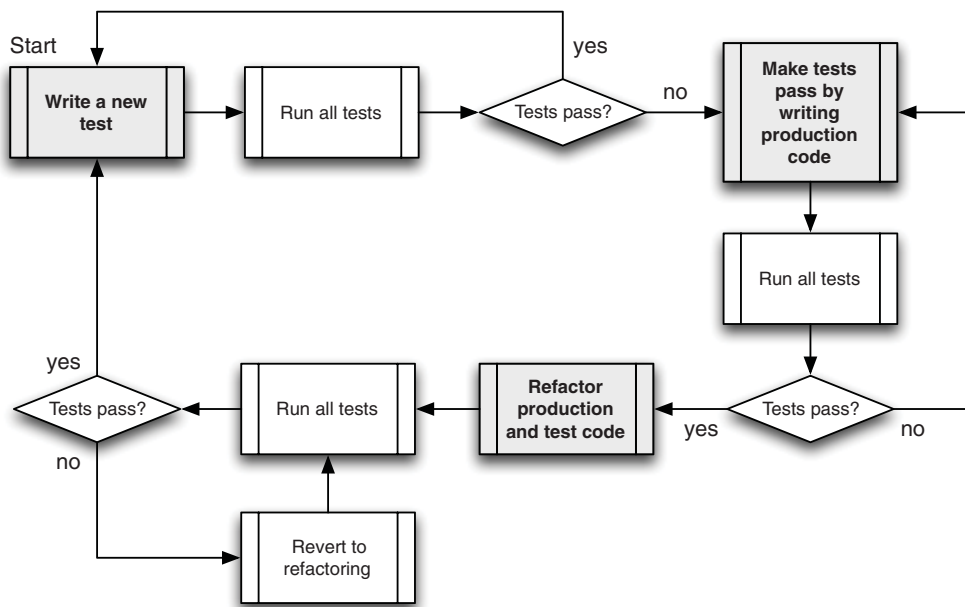 Start
yes
Write a new
test
Run all tests
Tests pass?
no
Make tests
pass by
writing
production
code
Run all tests
Tests pass?
no
yes
Refactor
production
and test code
Run all tests
Tests pass?
yes
no
Revert to
refactoring